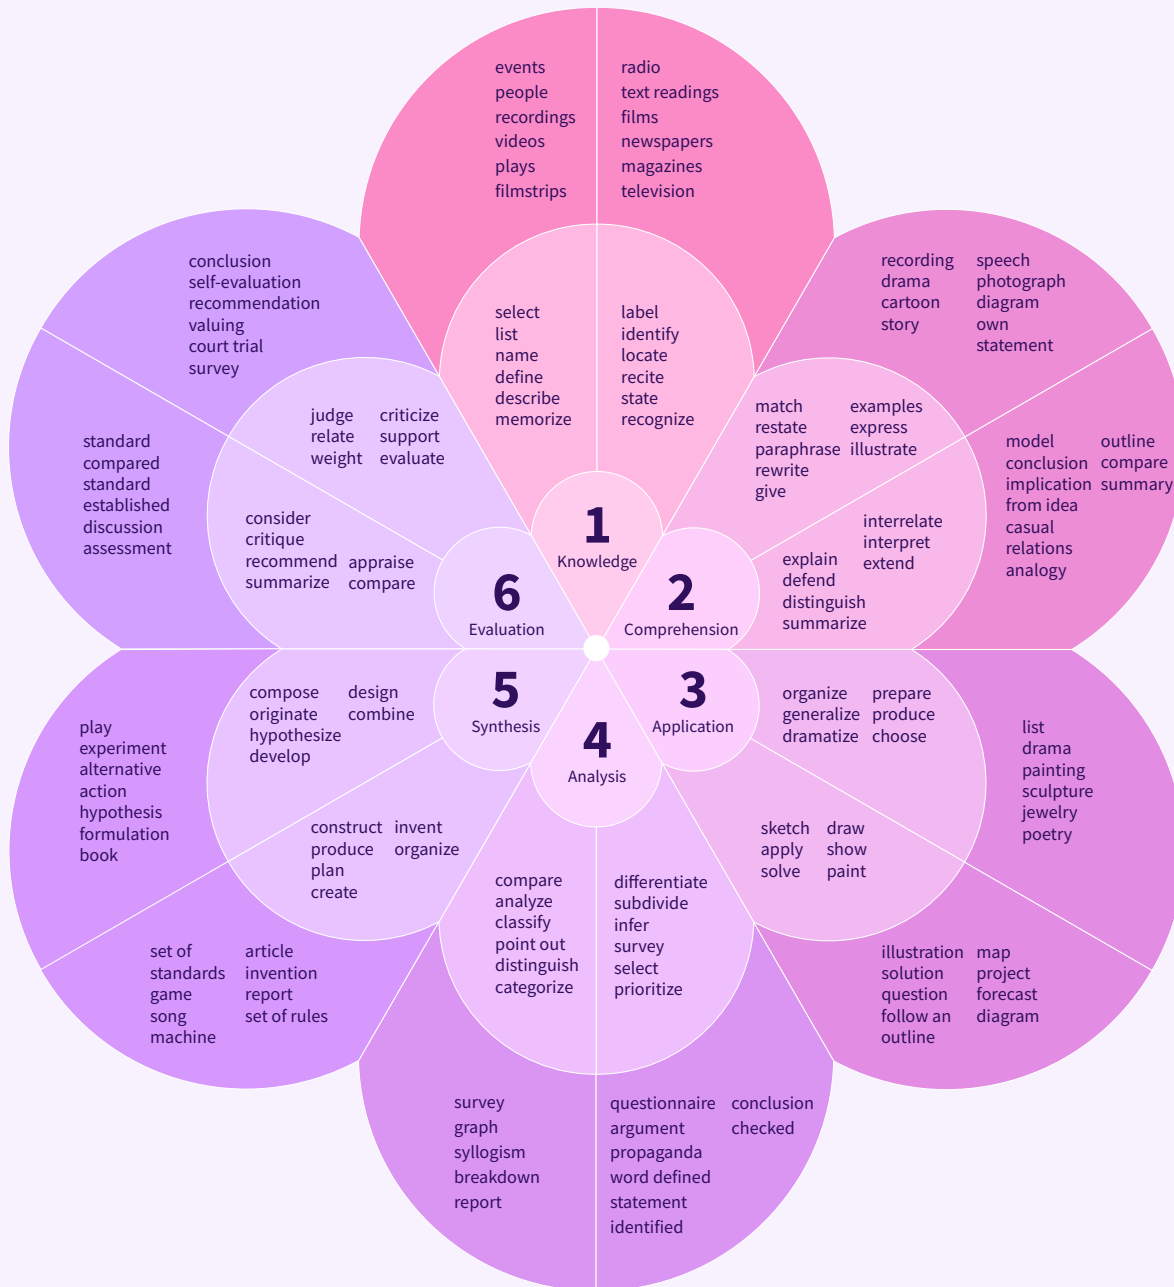 events
people
recordings
videos
plays
filmstrips
radio
text readings
films
newspapers
magazines
television
select
list
name
define
describe
memorize
label
identify
locate
recite
state
recognize
1
Knowledge
recording
drama
cartoon
story
speech
photograph
diagram
own
statement
model
conclusion
implication
from idea
casual
relations
analogy
outline
compare
summary
match
restate
paraphrase
rewrite
give
examples
express
illustrate
explain
defend
distinguish
summarize
interrelate
interpret
extend
2
Comprehension
3
Application
organize
generalize
dramatize
prepare
produce
choose
sketch
apply
solve
draw
show
paint
list
drama
painting
sculpture
jewelry
poetry
illustration
solution
question
follow an
outline
map
project
forecast
diagram
4
Analysis
compare
analyze
classify
point out
distinguish
categorize
differentiate
subdivide
infer
survey
select
prioritize
survey
graph
syllogism
breakdown
report
questionnaire
argument
propaganda
word defined
statement
identified
conclusion
checked
5
Synthesis
compose
originate
hypothesize
develop
design
combine
construct
produce
plan
create
invent
organize
play
experiment
alternative
action
hypothesis
formulation
book
set of
standards
game
song
machine
article
invention
report
set of rules
6
Evaluation
judge
relate
weight
criticize
support
evaluate
consider
critique
recommend
summarize
appraise
compare
conclusion
self-evaluation
recommendation
valuing
court trial
survey
standard
compared
standard
established
discussion
assessment